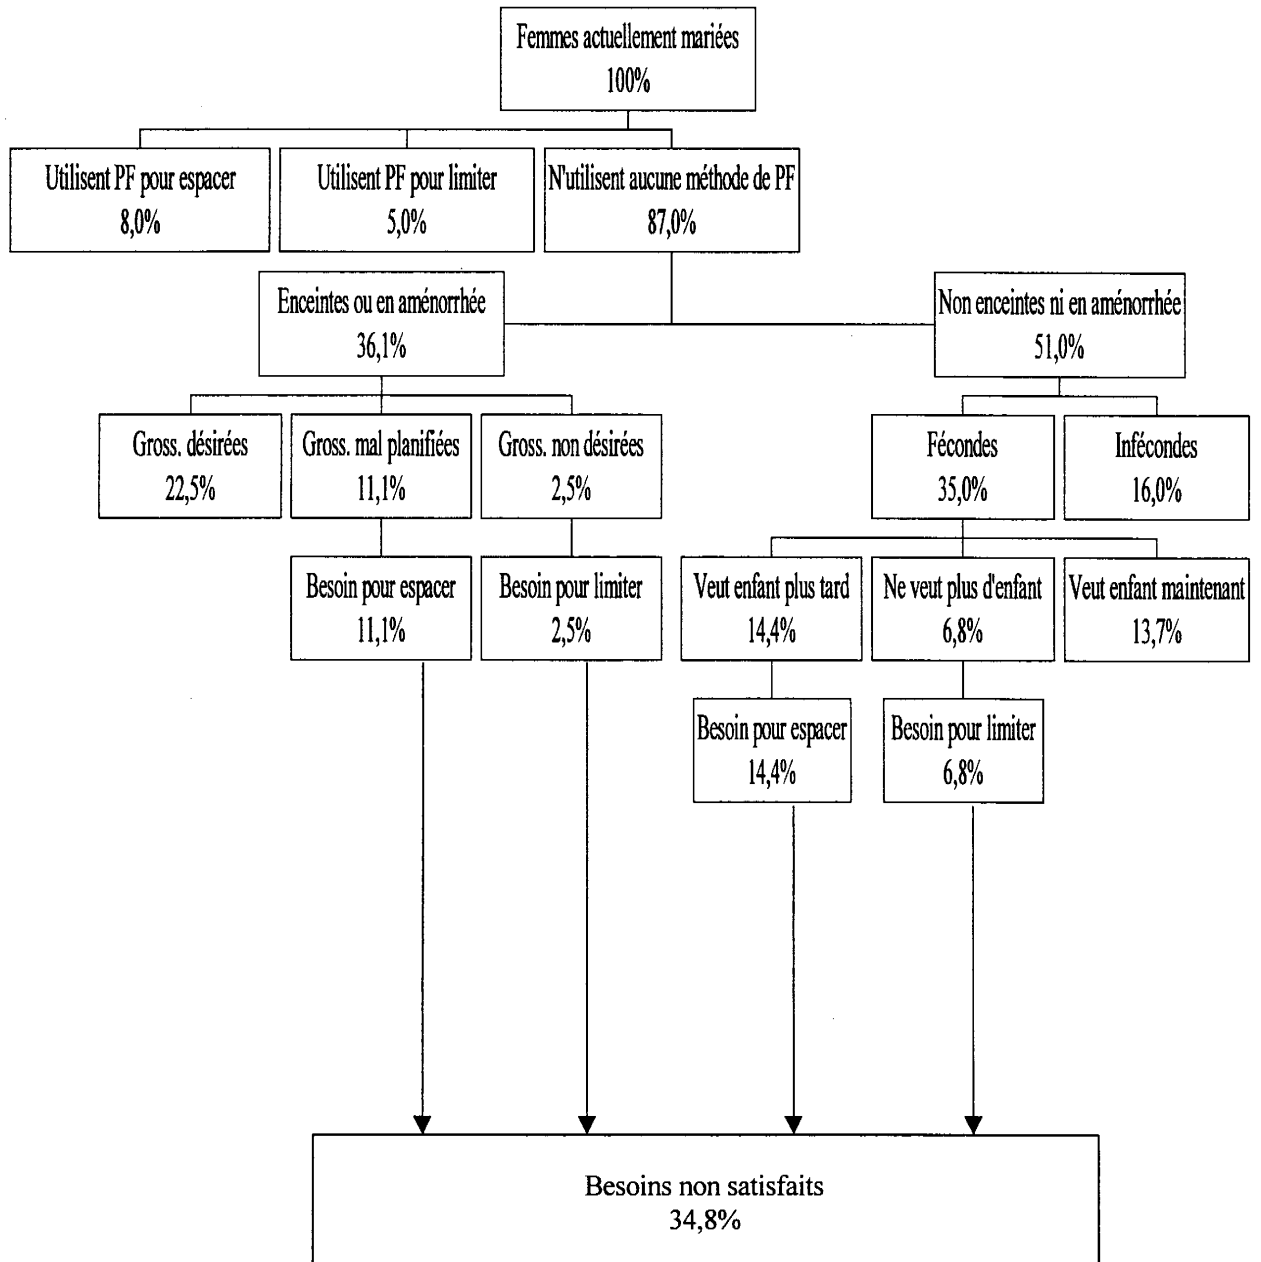 Femmes actuellement mariées
100%
Utilisent PF pour espacer
8,0%
Utilisent PF pour limiter
5,0%
N'utilisent aucune méthode de PF
87,0%
Enceintes ou en aménorrhée
36,1%
Non enceintes ni en aménorrhée
51,0%
Gross. désirées
22,5%
Gross. mal planifiées
11,1%
Gross. non désirées
2,5%
Fécondes
35,0%
Infécondes
16,0%
Besoin pour espacer
11,1%
Besoin pour limiter
2,5%
Veut enfant plus tard
14,4%
Ne veut plus d'enfant
6,8%
Veut enfant maintenant
13,7%
Besoin pour espacer
14,4%
Besoin pour limiter
6,8%
Besoins non satisfaits
34,8%